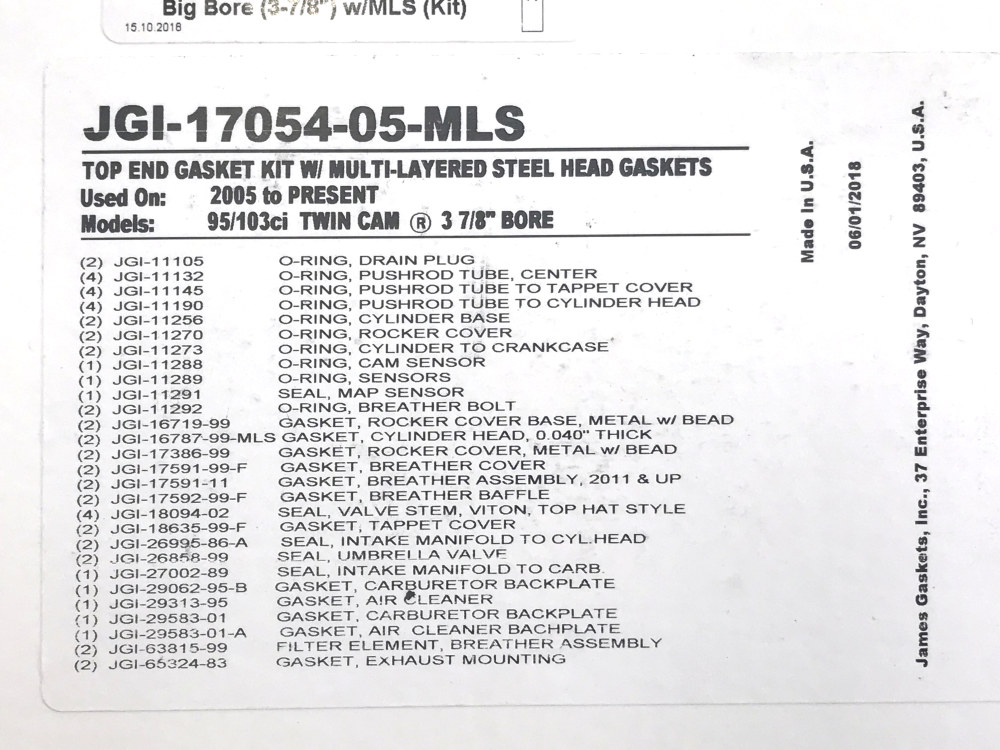 Big Bore (3-7/8") w/MLS (Kit)
15.10.2018
JGI-17054-05-MLS
TOP END GASKET KIT W/ MULTI-LAYERED STEEL HEAD GASKETS
Used On: 2005 to PRESENT
Models: 95/103ci TWIN CAM ® 3 7/8" BORE
(2) JGI-11105 O-RING, DRAIN PLUG
(4) JGI-11132 O-RING, PUSHROD TUBE, CENTER
(4) JGI-11145 O-RING, PUSHROD TUBE TO TAPPET COVER
(4) JGI-11190 O-RING, PUSHROD TUBE TO CYLINDER HEAD
(2) JGI-11256 O-RING, CYLINDER BASE
(2) JGI-11270 O-RING, ROCKER COVER
(2) JGI-11273 O-RING, CYLINDER TO CRANKCASE
(1) JGI-11288 O-RING, CAM SENSOR
(1) JGI-11289 O-RING, SENSORS
(1) JGI-11291 SEAL, MAP SENSOR
(2) JGI-11292 O-RING, BREATHER BOLT
(2) JGI-16719-99 GASKET, ROCKER COVER BASE, METAL w/ BEAD
(2) JGI-16787-99-MLS GASKET, CYLINDER HEAD, 0.040" THICK
(2) JGI-17386-99 GASKET, ROCKER COVER, METAL w/ BEAD
(2) JGI-17591-99-F GASKET, BREATHER COVER
(2) JGI-17591-11 GASKET, BREATHER ASSEMBLY, 2011 & UP
(2) JGI-17592-99-F GASKET, BREATHER BAFFLE
(4) JGI-18094-02 SEAL, VALVE STEM, VITON, TOP HAT STYLE
(2) JGI-18635-99-F GASKET, TAPPET COVER
(2) JGI-26995-86-A SEAL, INTAKE MANIFOLD TO CYL.HEAD
(2) JGI-26858-99 SEAL, UMBRELLA VALVE
(1) JGI-27002-89 SEAL, INTAKE MANIFOLD TO CARB.
(1) JGI-29062-95-B GASKET, CARBURETOR BACKPLATE
(1) JGI-29313-95 GASKET, AIR CLEANER
(1) JGI-29583-01 GASKET, CARBURETOR BACKPLATE
(1) JGI-29583-01-A GASKET, AIR CLEANER BACHPLATE
(2) JGI-63815-99 FILTER ELEMENT, BREATHER ASSEMBLY
(2) JGI-65324-83 GASKET, EXHAUST MOUNTING
Made in U.S.A.
06/01/2018
James Gaskets, Inc., 37 Enterprise Way, Dayton, NV 89403, U.S.A.